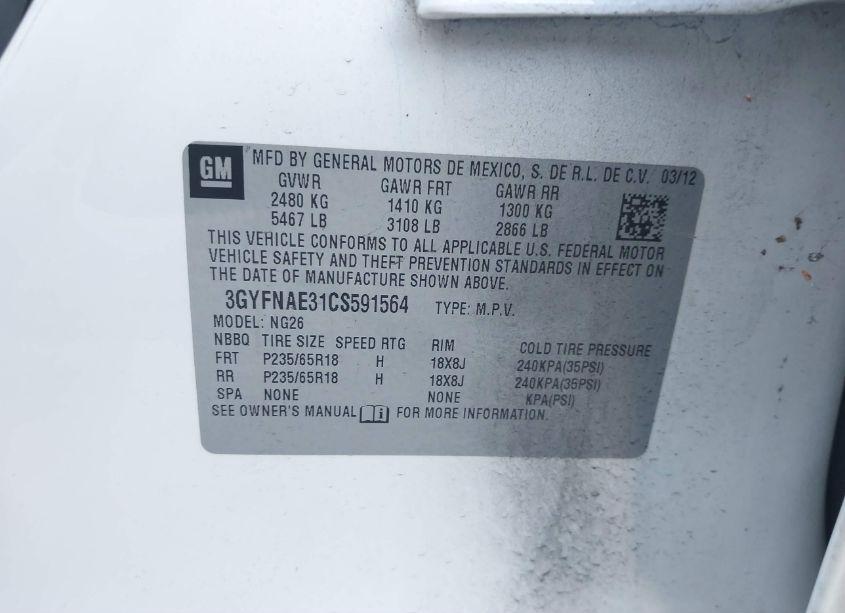 GM MFD BY GENERAL MOTORS DE MEXICO, S. DE R.L. DE C.V. 03/12
GVWR GAWR FRT GAWR RR
2480 KG 1410 KG 1300 KG
5467 LB 3108 LB 2866 LB
THIS VEHICLE CONFORMS TO ALL APPLICABLE U.S. FEDERAL MOTOR
VEHICLE SAFETY AND THEFT PREVENTION STANDARDS IN EFFECT ON
THE DATE OF MANUFACTURE SHOWN ABOVE.
3GYFNAE31CS591564 TYPE: M.P.V.
MODEL: NG26
NBBQ TIRE SIZE SPEED RTG RIM COLD TIRE PRESSURE
FRT P235/65R18 H 18X8J 240KPA(35PSI)
RR P235/65R18 H 18X8J 240KPA(35PSI)
SPA NONE NONE KPA(PSI)
SEE OWNER'S MANUAL i FOR MORE INFORMATION.